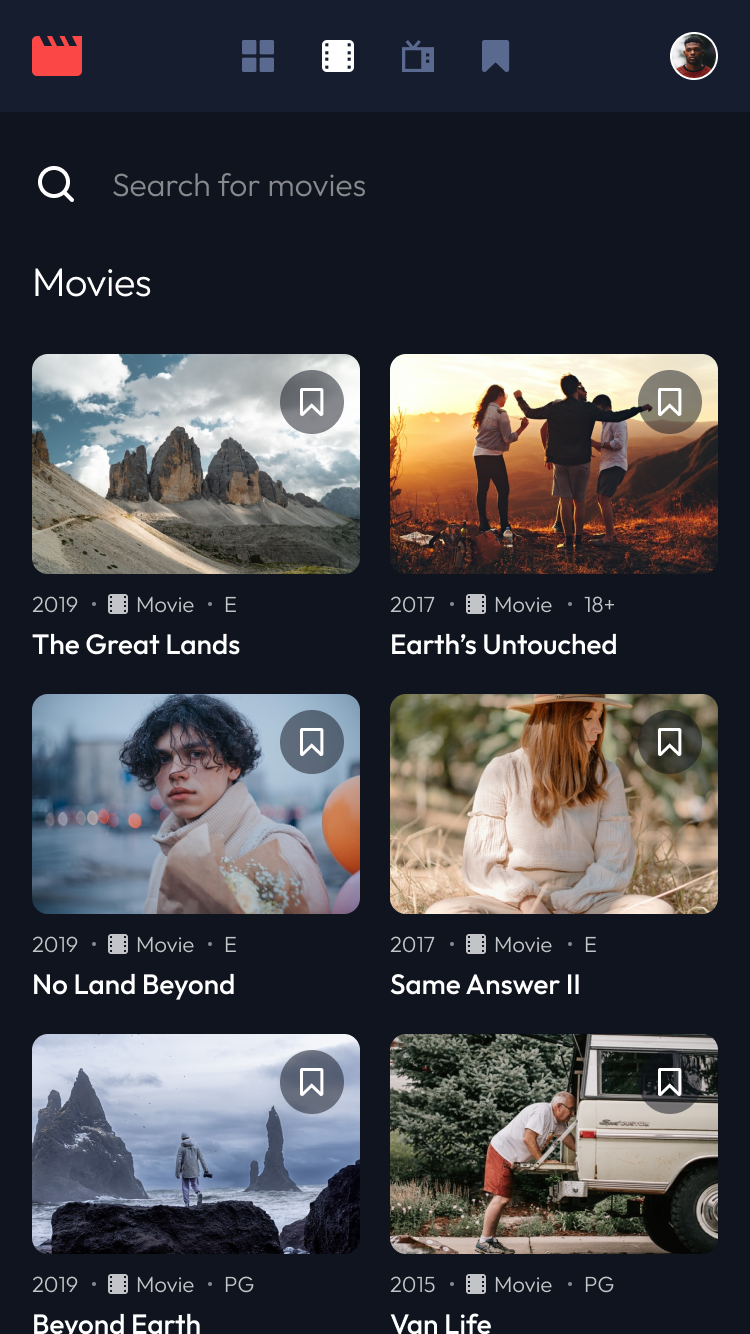 Search for movies
Movies
2019 • Movie • E
The Great Lands
2017 • Movie • 18+
Earth’s Untouched
2019 • Movie • E
No Land Beyond
2017 • Movie • E
Same Answer II
2019 • Movie • PG
Beyond Earth
2015 • Movie • PG
Van Life